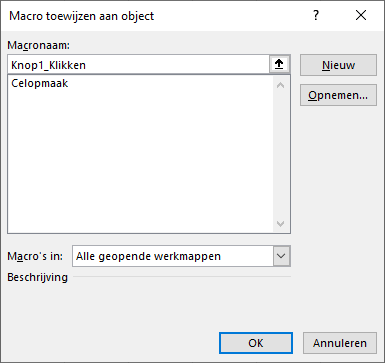 Macro toewijzen aan object
?
Macronaam:
Knop1_Klikken
Nieuw
Celopmaak
Opnemen...
Macro's in:
Alle geopende werkmappen
Beschrijving
OK
Annuleren